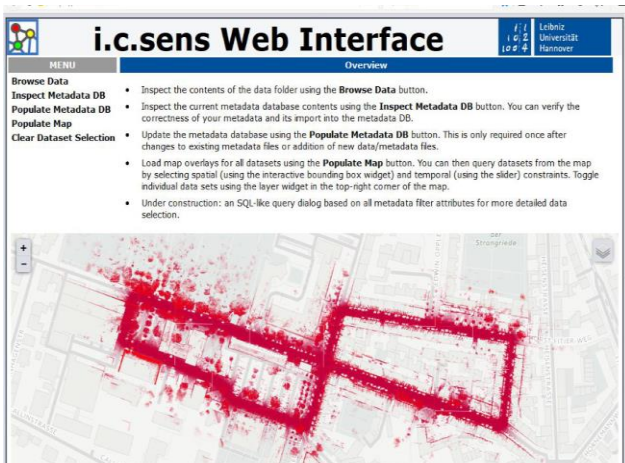 i.c.sens Web Interface
Leibniz
Universität
Hannover
MENU
Overview
Browse Data
Inspect Metadata DB
Populate Metadata DB
Populate Map
Clear Dataset Selection
Inspect the contents of the data folder using the Browse Data button.
Inspect the current metadata database contents using the Inspect Metadata DB button. You can verify the
correctness of your metadata and its import into the metadata DB.
Update the metadata database using the Populate Metadata DB button. This is only required once after
changes to existing metadata files or addition of new data/metadata files.
Load map overlays for all datasets using the Populate Map button. You can then query datasets from the map
by selecting spatial (using the interactive bounding box widget) and temporal (using the slider) constraints. Toggle
individual data sets using the layer widget in the top-right corner of the map.
Under construction: an SQL-like query dialog based on all metadata filter attributes for more detailed data
selection.
+
−
der
Strangriede